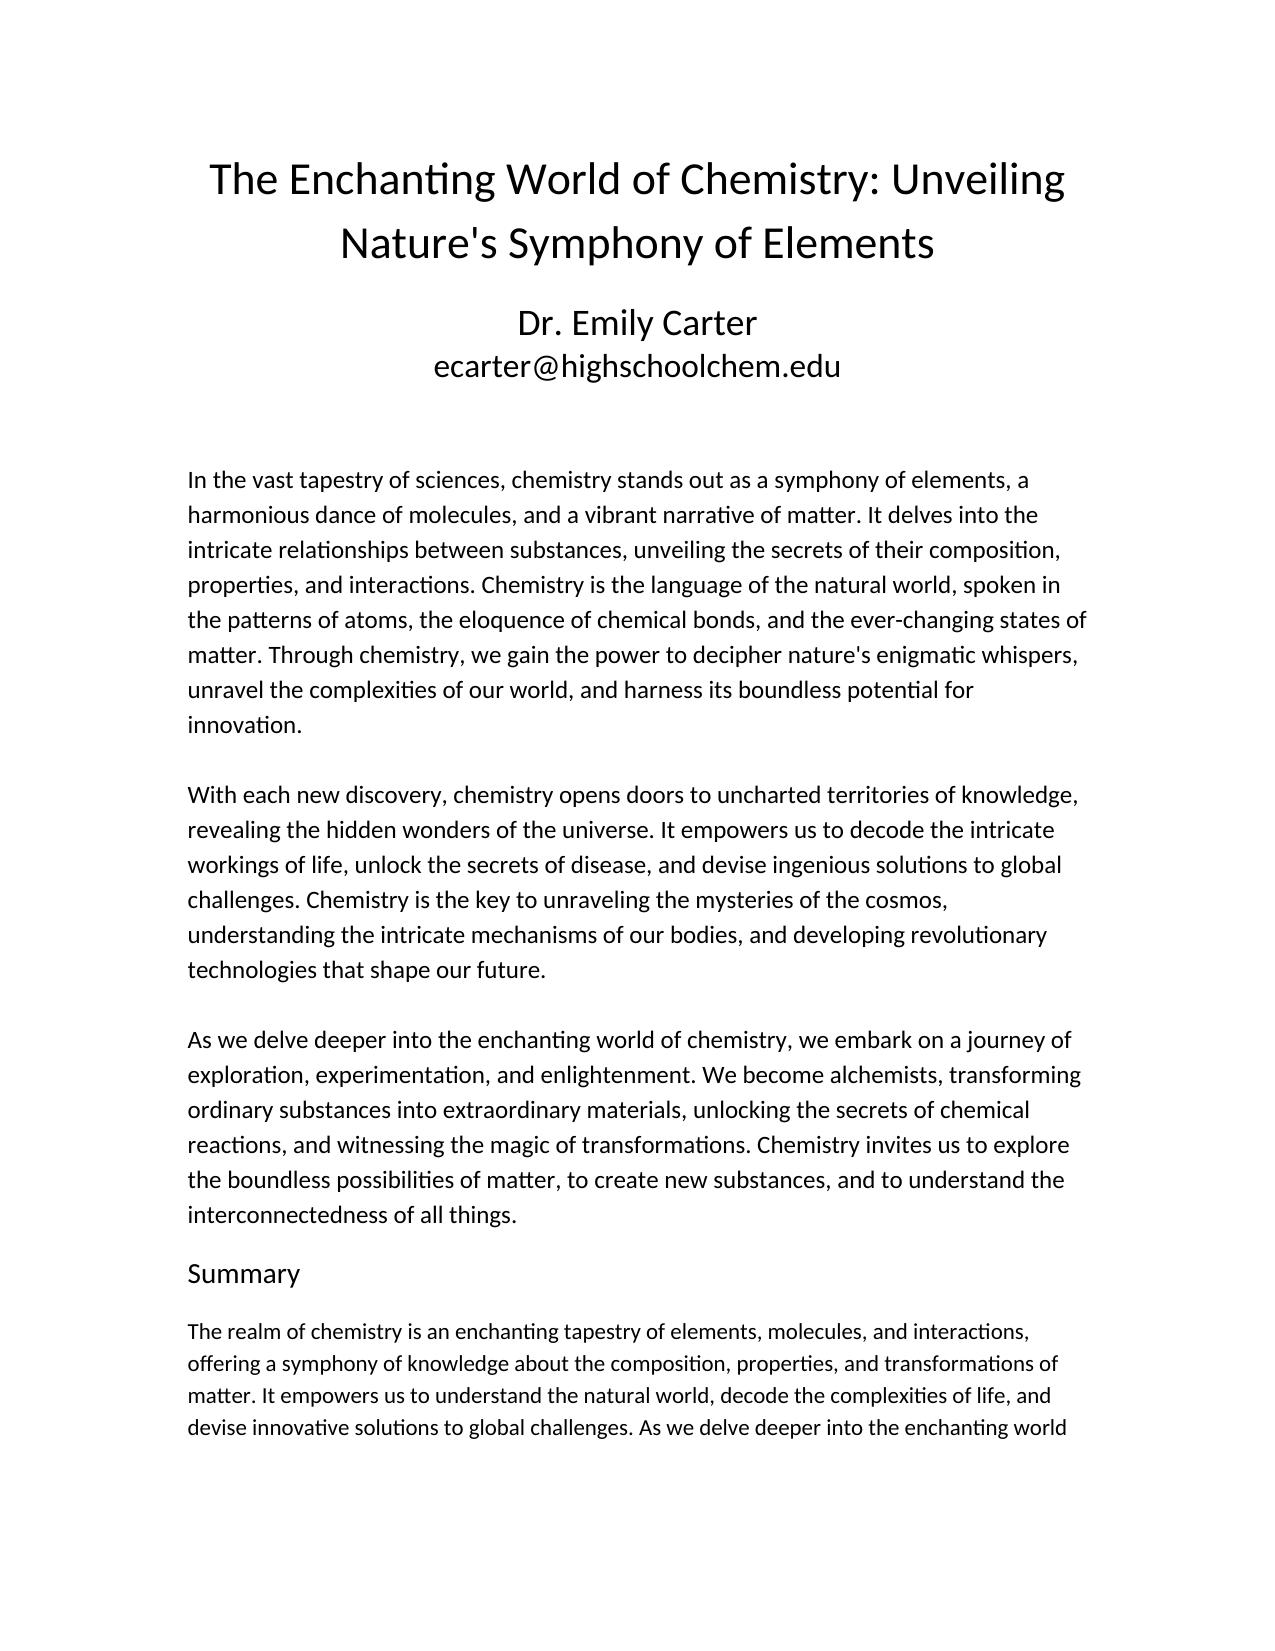 The Enchanting World of Chemistry: Unveiling
Nature's Symphony of Elements
Dr. Emily Carter
ecarter@highschoolchem.edu
In the vast tapestry of sciences, chemistry stands out as a symphony of elements, a
harmonious dance of molecules, and a vibrant narrative of matter. It delves into the
intricate relationships between substances, unveiling the secrets of their composition,
properties, and interactions. Chemistry is the language of the natural world, spoken in
the patterns of atoms, the eloquence of chemical bonds, and the ever-changing states of
matter. Through chemistry, we gain the power to decipher nature's enigmatic whispers,
unravel the complexities of our world, and harness its boundless potential for
innovation.
With each new discovery, chemistry opens doors to uncharted territories of knowledge,
revealing the hidden wonders of the universe. It empowers us to decode the intricate
workings of life, unlock the secrets of disease, and devise ingenious solutions to global
challenges. Chemistry is the key to unraveling the mysteries of the cosmos,
understanding the intricate mechanisms of our bodies, and developing revolutionary
technologies that shape our future.
As we delve deeper into the enchanting world of chemistry, we embark on a journey of
exploration, experimentation, and enlightenment. We become alchemists, transforming
ordinary substances into extraordinary materials, unlocking the secrets of chemical
reactions, and witnessing the magic of transformations. Chemistry invites us to explore
the boundless possibilities of matter, to create new substances, and to understand the
interconnectedness of all things.
Summary
The realm of chemistry is an enchanting tapestry of elements, molecules, and interactions,
offering a symphony of knowledge about the composition, properties, and transformations of
matter. It empowers us to understand the natural world, decode the complexities of life, and
devise innovative solutions to global challenges. As we delve deeper into the enchanting world